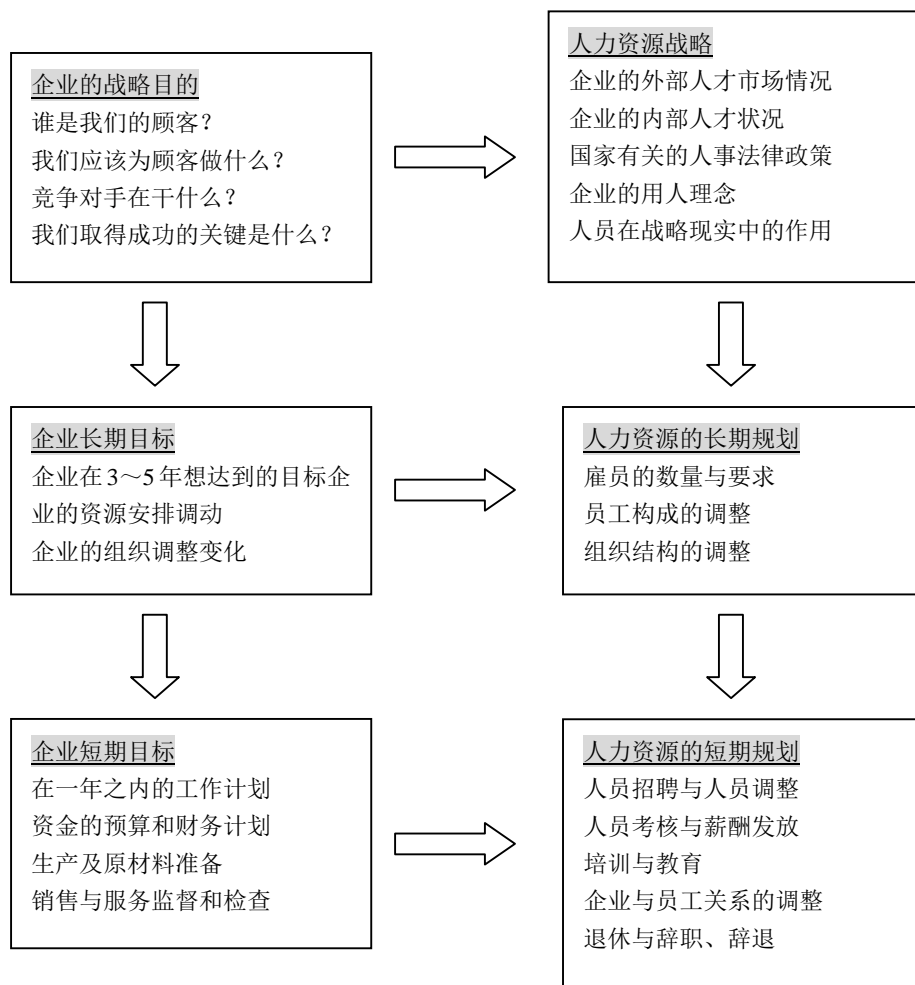 企业的战略目的
谁是我们的顾客？
我们应该为顾客做什么？
竞争对手在干什么？
我们取得成功的关键是什么？
人力资源战略
企业的外部人才市场情况
企业的内部人才状况
国家有关的人事法律政策
企业的用人理念
人员在战略现实中的作用
企业长期目标
企业在3～5年想达到的目标企
业的资源安排调动
企业的组织调整变化
人力资源的长期规划
雇员的数量与要求
员工构成的调整
组织结构的调整
企业短期目标
在一年之内的工作计划
资金的预算和财务计划
生产及原材料准备
销售与服务监督和检查
人力资源的短期规划
人员招聘与人员调整
人员考核与薪酬发放
培训与教育
企业与员工关系的调整
退休与辞职、辞退